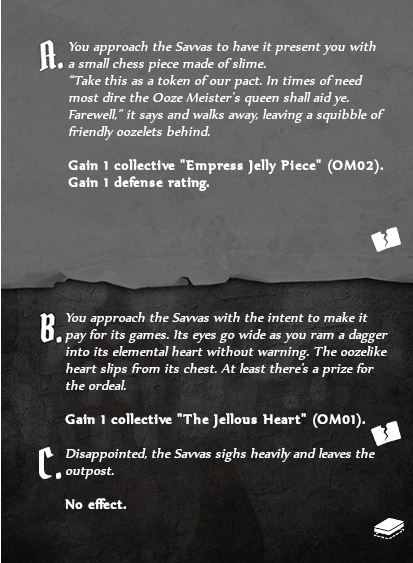 A. You approach the Savvas to have it present you with
a small chess piece made of slime.
"Take this as a token of our pact. In times of need
most dire the Ooze Meister's queen shall aid ye.
Farewell," it says and walks away, leaving a squibble of
friendly oozelets behind.
Gain 1 collective "Empress Jelly Piece" (OM02).
Gain 1 defense rating.
B. You approach the Savvas with the intent to make it
pay for its games. Its eyes go wide as you ram a dagger
into its elemental heart without warning. The oozelike
heart slips from its chest. At least there's a prize for
the ordeal.
Gain 1 collective "The Jellous Heart" (OM01).
C. Disappointed, the Savvas sighs heavily and leaves the
outpost.
No effect.